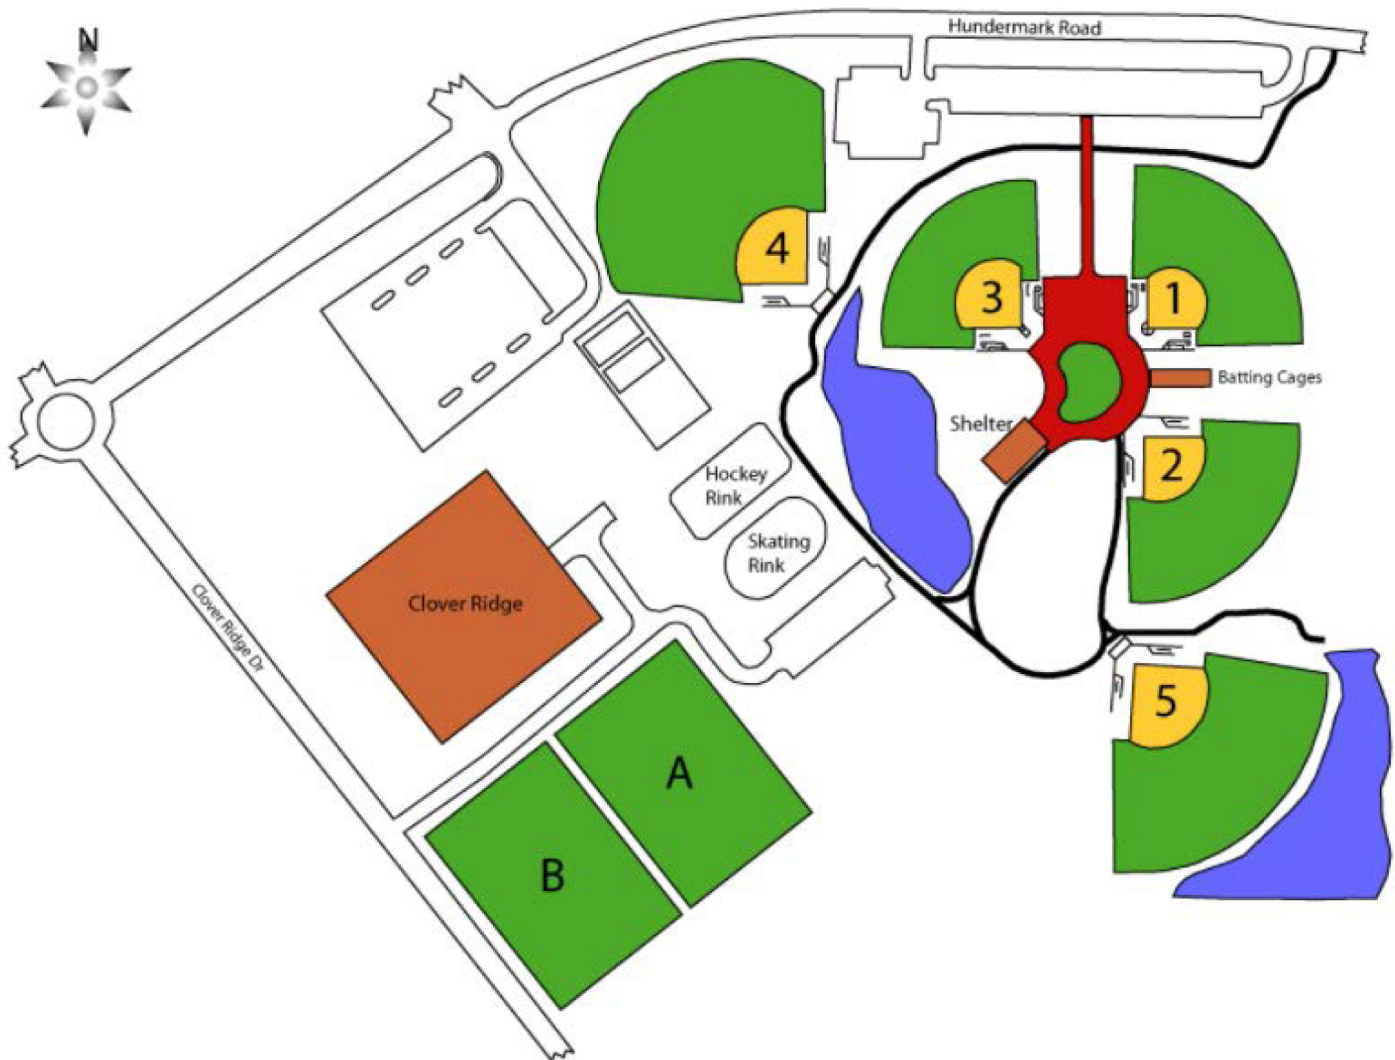 N
Hundermark Road
4
3
1
Batting Cages
Shelter
2
Hockey
Rink
Skating
Rink
Clover Ridge
Clover Ridge Dr
5
A
B